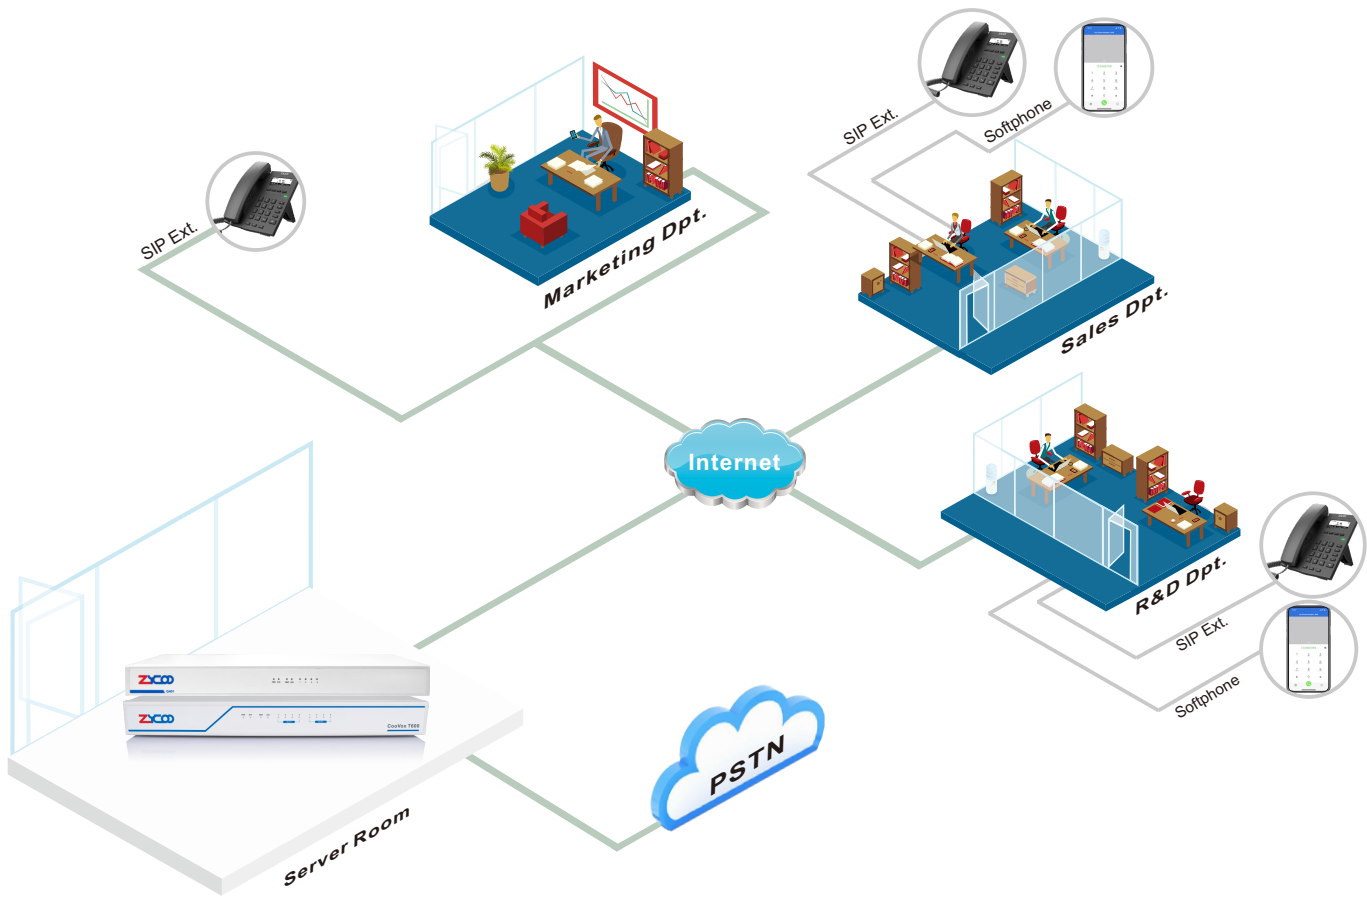 SIP Ext.
Softphone
SIP Ext.
Marketing Dpt.
Sales Dpt.
Internet
R&D Dpt.
SIP Ext.
Softphone
ZYCOO
ZYCOO
CooVox T600
PSTN
Server Room